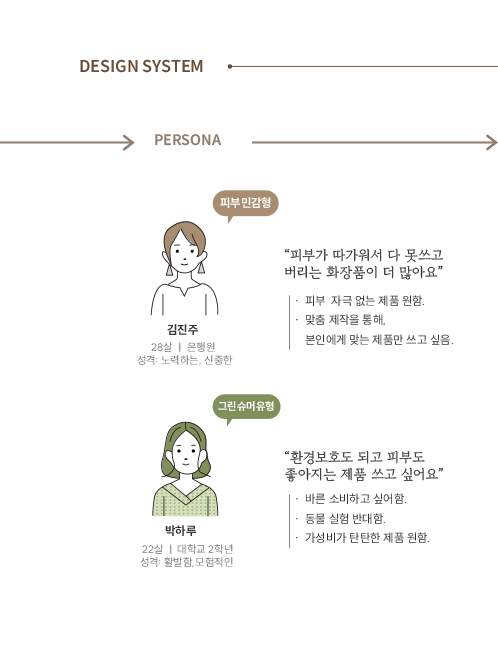 DESIGN SYSTEM
PERSONA
피부민감형
“피부가 따가워서 다 못쓰고
버리는 화장품이 더 많아요”
· 피부 자극 없는 제품 원함.
· 맞춤 제작을 통해,
본인에게 맞는 제품만 쓰고 싶음.
김진주
28살 | 은행원
성격: 노력하는, 신중한
그린슈머유형
“환경보호도 되고 피부도
좋아지는 제품 쓰고 싶어요”
· 바른 소비하고 싶어함.
· 동물 실험 반대함.
· 가성비가 탄탄한 제품 원함.
박하루
22살 | 대학교 2학년
성격: 활발함,모험적인